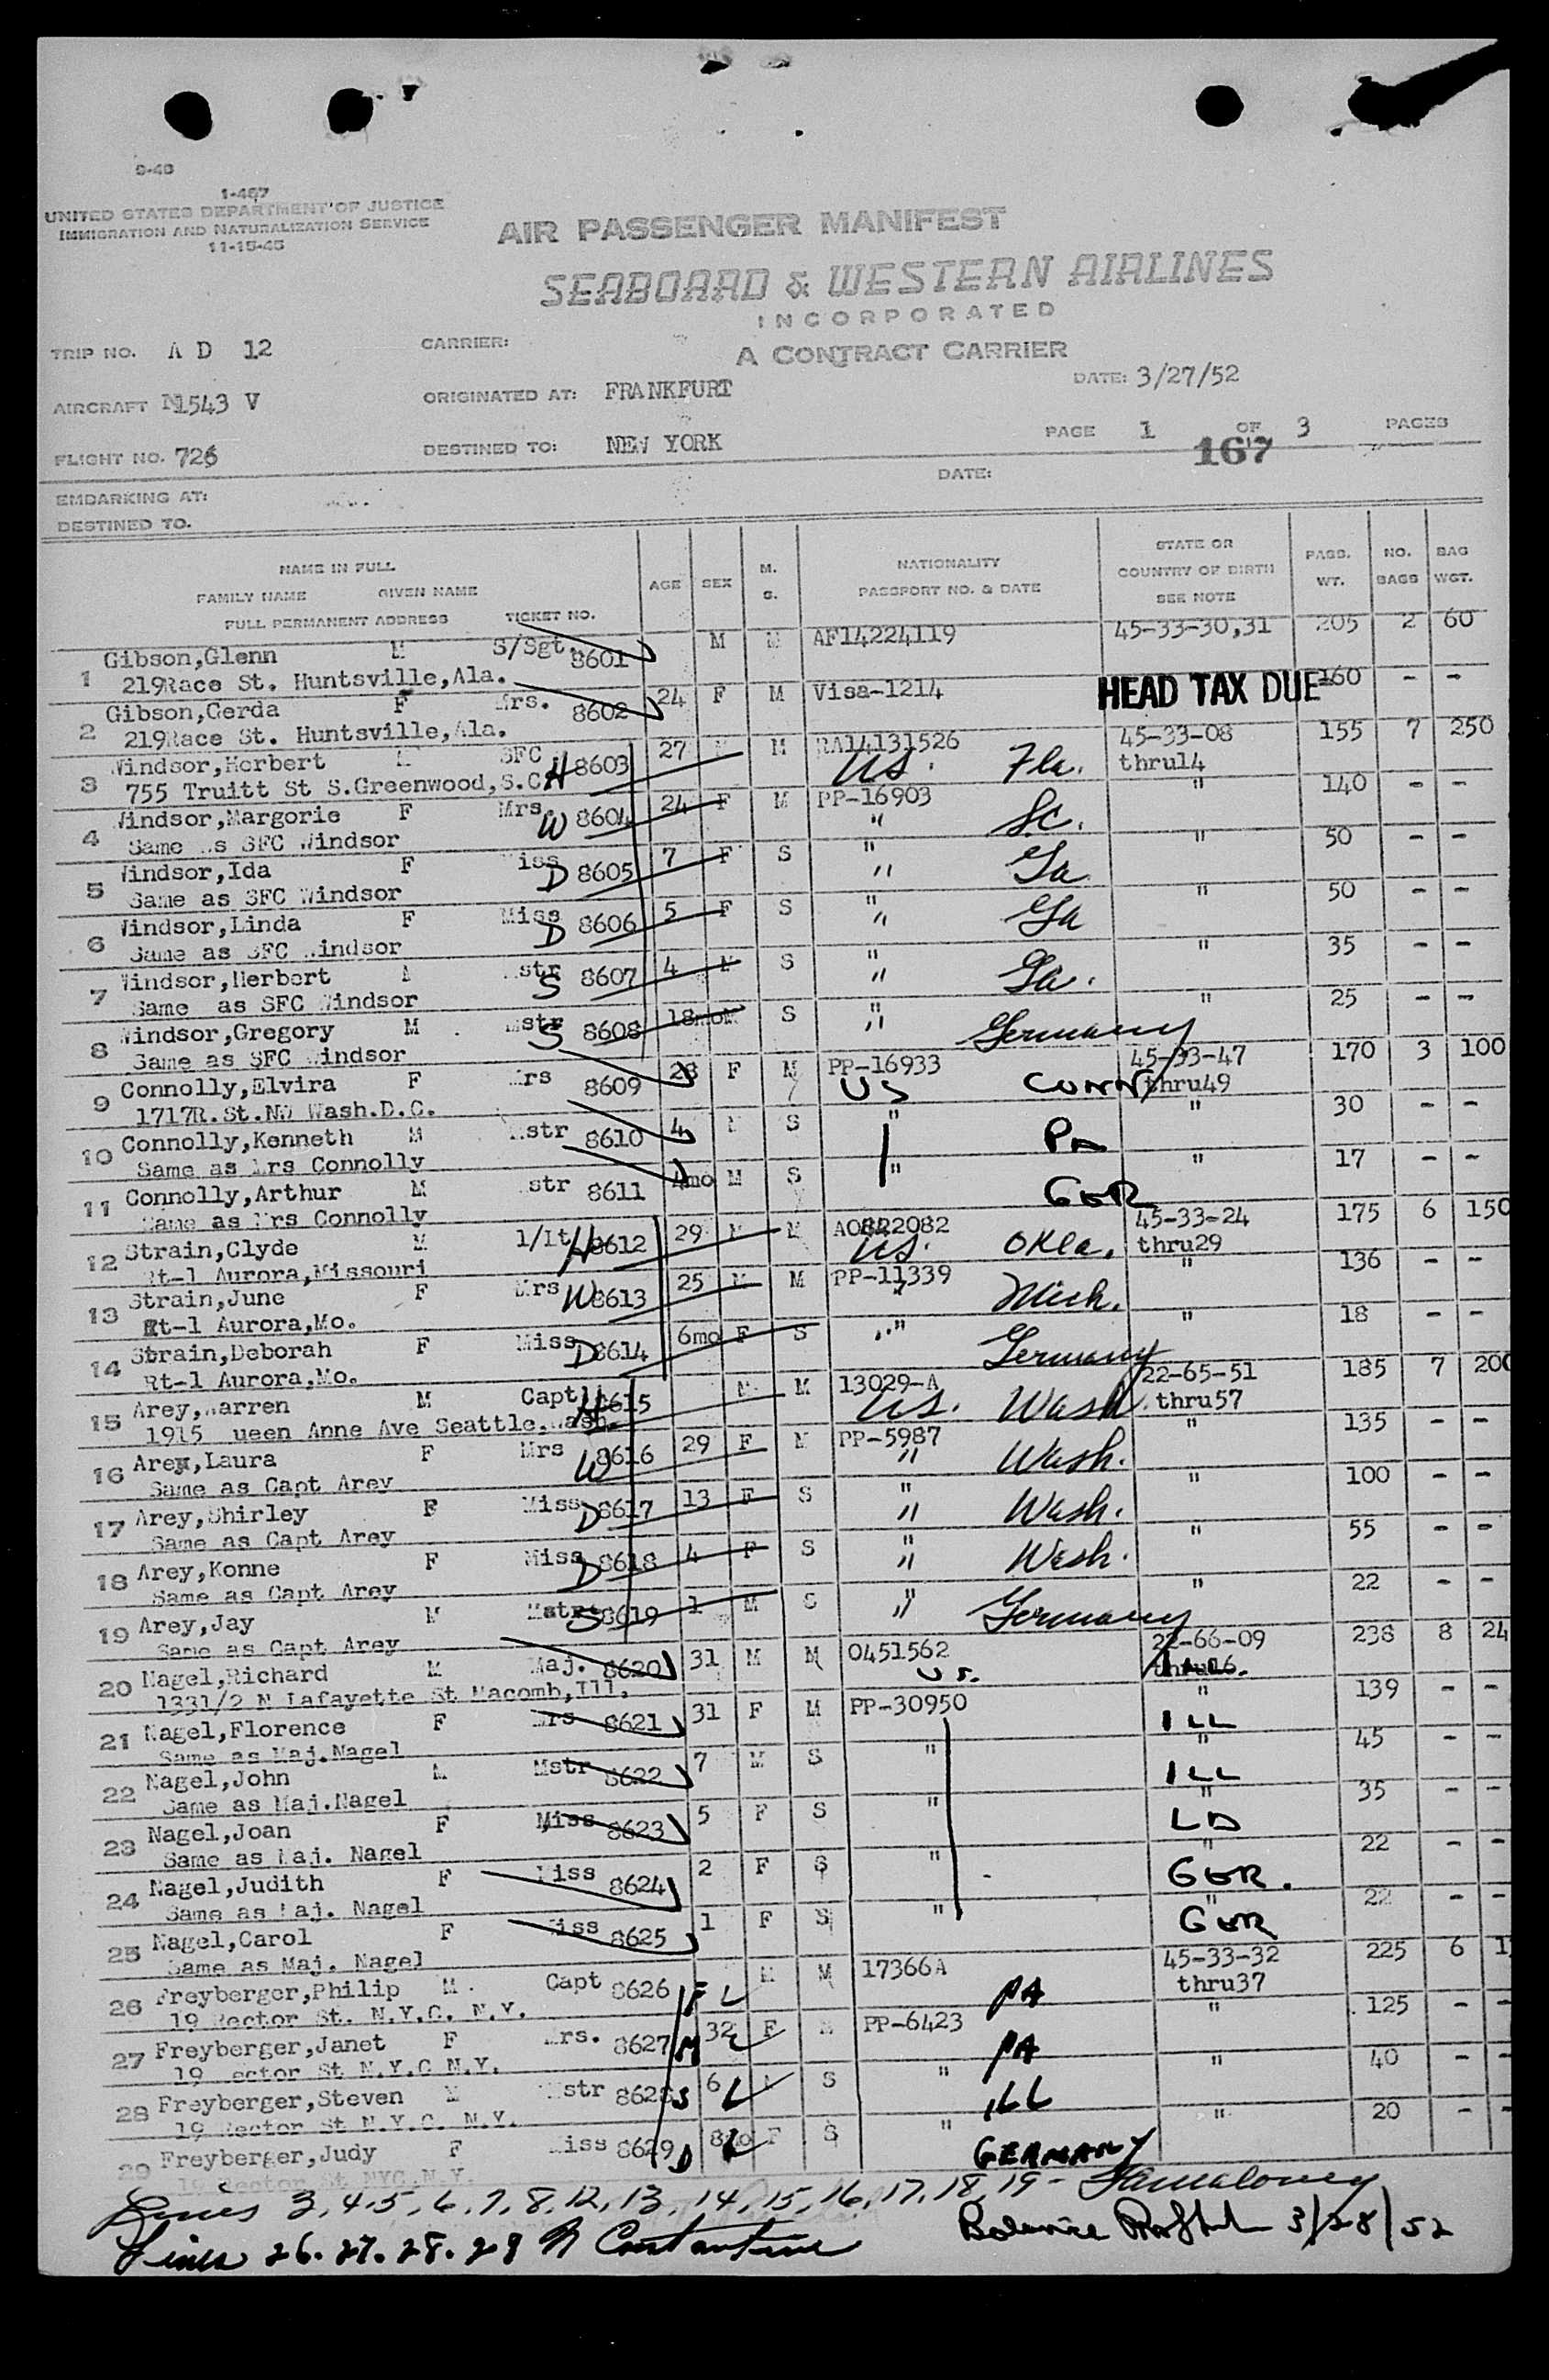 9-48
1-467
UNITED STATES DEPARTMENT OF JUSTICE
IMMIGRATION AND NATURALIZATION SERVICE
11-15-45
AIR PASSENGER MANIFEST
SEABOARD & WESTERN AIRLINES
INCORPORATED
A CONTRACT CARRIER
TRIP NO. A D 12 CARRIER:
DATE: 3/27/52
AIRCRAFT N1543 V ORIGINATED AT: FRANKFURT
FLIGHT NO. 726 DESTINED TO: NEW YORK PAGE 1 OF 3 PAGES
167
EMBARKING AT: DATE:
DESTINED TO.
NAME IN FULL AGE SEX M. S. NATIONALITY STATE OR PASS. NO. BAG
FAMILY NAME GIVEN NAME PASSPORT NO. & DATE COUNTRY OF BIRTH WT. BAGS WGT.
FULL PERMANENT ADDRESS TICKET NO. SEE NOTE
1 Gibson,Glenn M S/Sgt. 8601 M M AF14224119 45-33-30,31 205 2 60
219Race St. Huntsville,Ala.
2 Gibson,Gerda F Mrs. 8602 24 F M Visa-1214 HEAD TAX DUE 160 - -
219Race St. Huntsville,Ala.
3 Windsor,Herbert M SFC H 8603 27 M M RA14131526 US. Fla. 45-33-08 thru14 155 7 250
755 Truitt St S.Greenwood,S.C.
4 Windsor,Margorie F Mrs. W 8604 24 F M PP-16903 " SC. " 140 - -
Same as SFC Windsor
5 Windsor,Ida F Miss D 8605 7 F S " " Ga. " 50 - -
Same as SFC Windsor
6 Windsor,Linda F Miss D 8606 5 F S " " Ga " 50 - -
Same as SFC Windsor
7 Windsor,Herbert M Mstr S 8607 4 M S " " Ga. " 35 - -
Same as SFC Windsor
8 Windsor,Gregory M Mstr S 8608 18mo M S " " Germany " 25 - -
Same as SFC Windsor
9 Connolly,Elvira F Mrs 8609 28 F M PP-16933 US CONN 45-33-47 thru49 170 3 100
1717R.St.NW Wash.D.C.
10 Connolly,Kenneth M Mstr 8610 4 M S " PA " 30 - -
Same as Mrs Connolly
11 Connolly,Arthur M Mstr 8611 4mo M S " GER " 17 - -
Same as Mrs Connolly
12 Strain,Clyde M 1/Lt H 8612 29 M M AO822082 US. Okla. 45-33-24 thru29 175 6 150
Rt-1 Aurora,Missouri
13 Strain,June F Mrs W 8613 25 M M PP-11339 " Mich. " 136 - -
Rt-1 Aurora,Mo.
14 Strain,Deborah F Miss D 8614 6mo F S " " Germany " 18 - -
Rt-1 Aurora,Mo.
15 Arey,Warren M Capt H 8615 M M 13029-A US. Wash. 22-65-51 thru57 185 7 200
1915 Queen Anne Ave Seattle,Wash.
16 Arey,Laura F Mrs W 8616 29 F M PP-5987 " Wash. " 135 - -
Same as Capt Arey
17 Arey,Shirley F Miss D 8617 13 F S " " Wash. " 100 - -
Same as Capt Arey
18 Arey,Konne F Miss D 8618 4 F S " " Wash. " 55 - -
Same as Capt Arey
19 Arey,Jay M Mstr S 8619 1 M S " " Germany " 22 - -
Same as Capt Arey
20 Nagel,Richard M Maj. 8620 31 M M 0451562 US. 22-66-09 thru16 238 8 24
1331/2 N Lafayette St Macomb,Ill.
21 Nagel,Florence F Mrs 8621 31 F M PP-30950 " ILL 139 - -
Same as Maj.Nagel
22 Nagel,John M Mstr 8622 7 M S " " ILL 45 - -
Same as Maj.Nagel
23 Nagel,Joan F Miss 8623 5 F S " " LD 35 - -
Same as Maj. Nagel
24 Nagel,Judith F Miss 8624 2 F S " " GER. 22 - -
Same as Maj. Nagel
25 Nagel,Carol F Miss 8625 1 F S " " GER 22 - -
Same as Maj. Nagel
26 Freyberger,Philip M Capt 8626 F M M 17366A PA 45-33-32 thru37 225 6 1
19 Rector St. N.Y.C. N.Y.
27 Freyberger,Janet F Mrs. 8627 M 32 F M PP-6423 PA " 125 - -
19 Rector St N.Y.C N.Y.
28 Freyberger,Steven M Mstr 8628 S 6 M S " ILL " 40 - -
19 Rector St N.Y.C. N.Y.
29 Freyberger,Judy F Miss 8629 D 8mo F S " GERMANY " 20 - -
19 Rector St NYC N.Y.
Lines 3,4,5,6,7,8,12,13,14,15,16,17,18,19-
Lines 26.27.28.29 Constantine
Balance 3/28/52